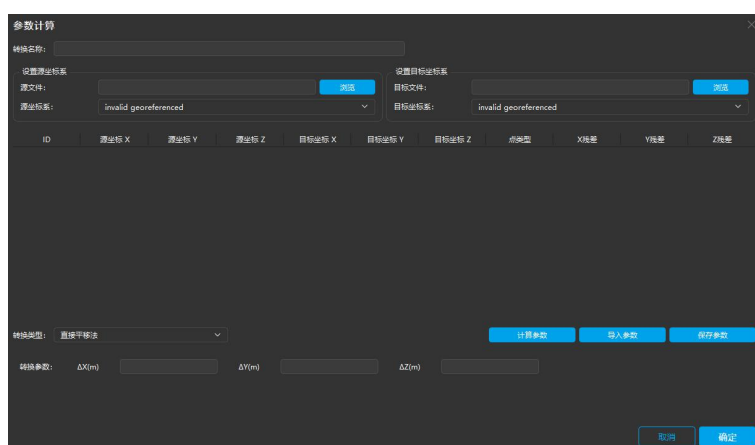 参数计算
转换名称:
设置源坐标系
设置目标坐标系
源文件: 浏览
目标文件: 浏览
源坐标系: invalid georeferenced
目标坐标系: invalid georeferenced
ID 源坐标 X 源坐标 Y 源坐标 Z 目标坐标 X 目标坐标 Y 目标坐标 Z 点类型 X残差 Y残差 Z残差
转换类型: 直接平移法 计算参数 导入参数 保存参数
转换参数: ΔX(m) ΔY(m) ΔZ(m)
取消 确定